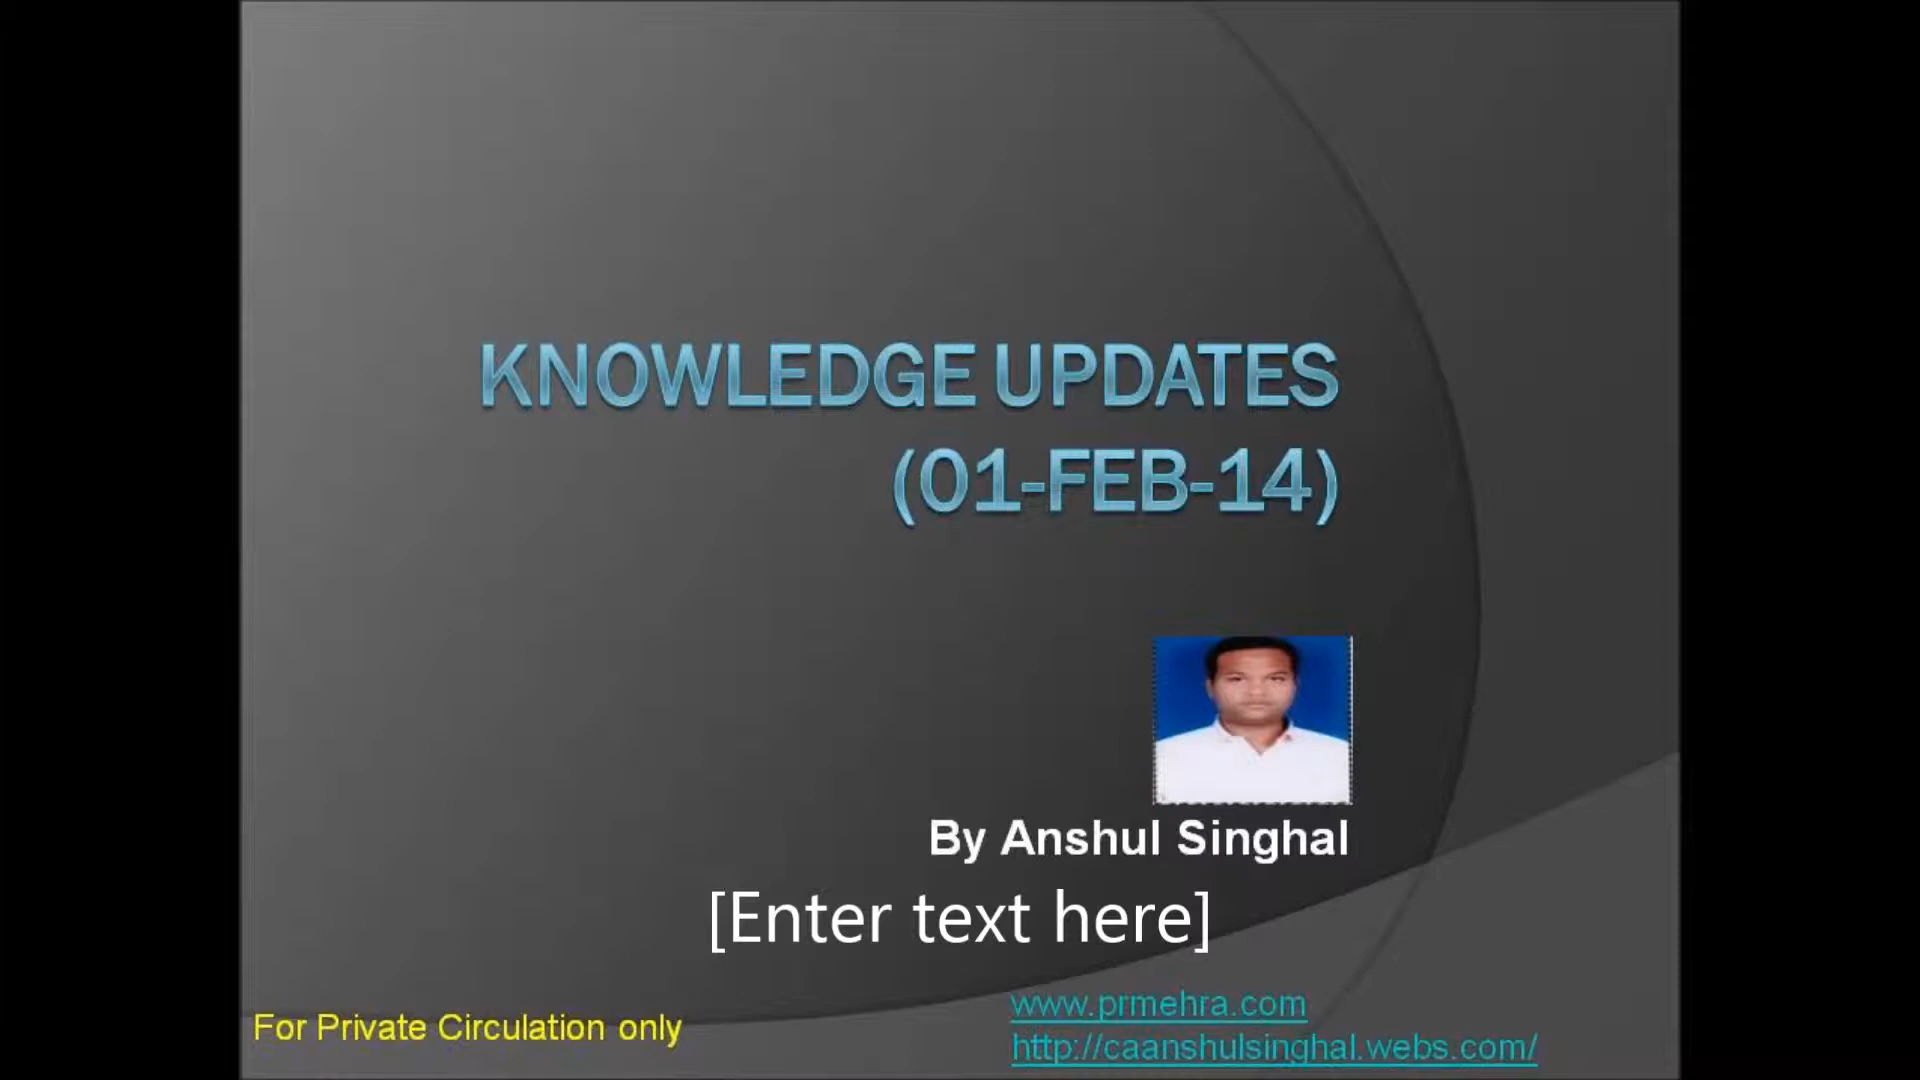 KNOWLEDGE UPDATES
(01-FEB-14)
By Anshul Singhal
[Enter text here]
For Private Circulation only
www.prmehra.com
http://caanshulsinghal.webs.com/